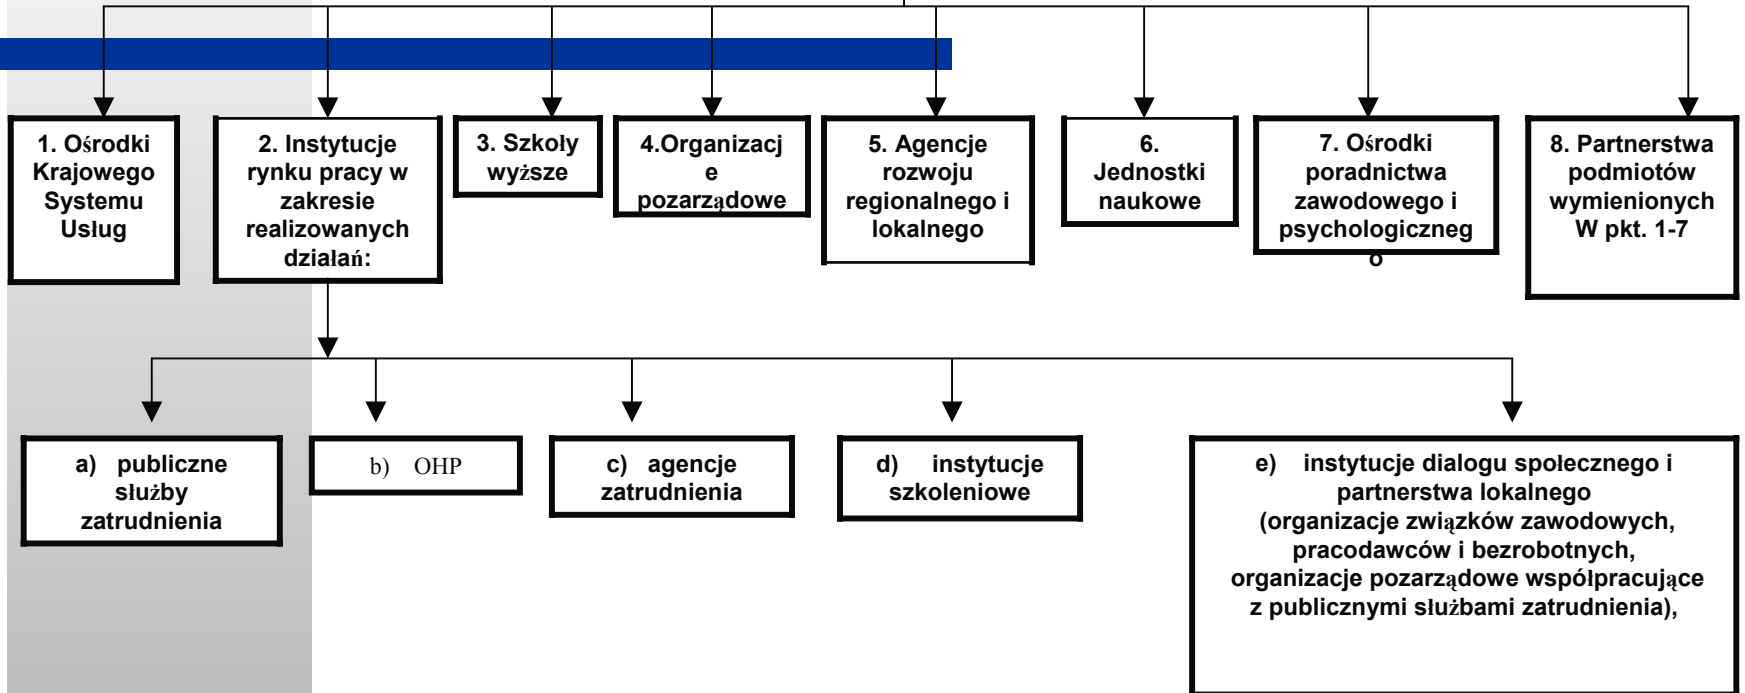 1. Ośrodki
Krajowego
Systemu
Usług
2. Instytucje
rynku pracy w
zakresie
realizowanych
działań:
3. Szkoły
wyższe
4.Organizacj
e
pozarządowe
5. Agencje
rozwoju
regionalnego i
lokalnego
6.
Jednostki
naukowe
7. Ośrodki
poradnictwa
zawodowego i
psychologiczneg
o
8. Partnerstwa
podmiotów
wymienionych
W pkt. 1-7
a) publiczne
służby
zatrudnienia
b) OHP
c) agencje
zatrudnienia
d) instytucje
szkoleniowe
e) instytucje dialogu społecznego i
partnerstwa lokalnego
(organizacje związków zawodowych,
pracodawców i bezrobotnych,
organizacje pozarządowe współpracujące
z publicznymi służbami zatrudnienia),